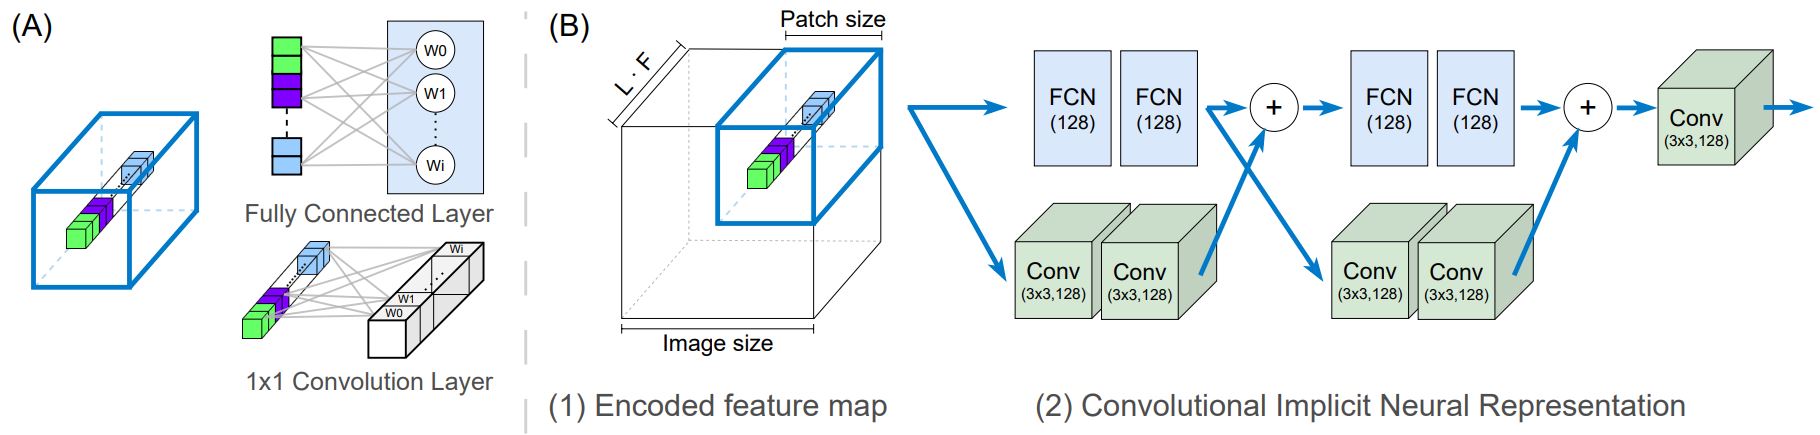 (A)
W0
W1
Wi
Fully Connected Layer
Wi
W1
W0
1x1 Convolution Layer
(B)
Patch size
L · F
Image size
(1) Encoded feature map
FCN
(128)
FCN
(128)
+
FCN
(128)
FCN
(128)
+
Conv
(3x3,128)
Conv
(3x3,128)
Conv
(3x3,128)
Conv
(3x3,128)
Conv
(3x3,128)
(2) Convolutional Implicit Neural Representation